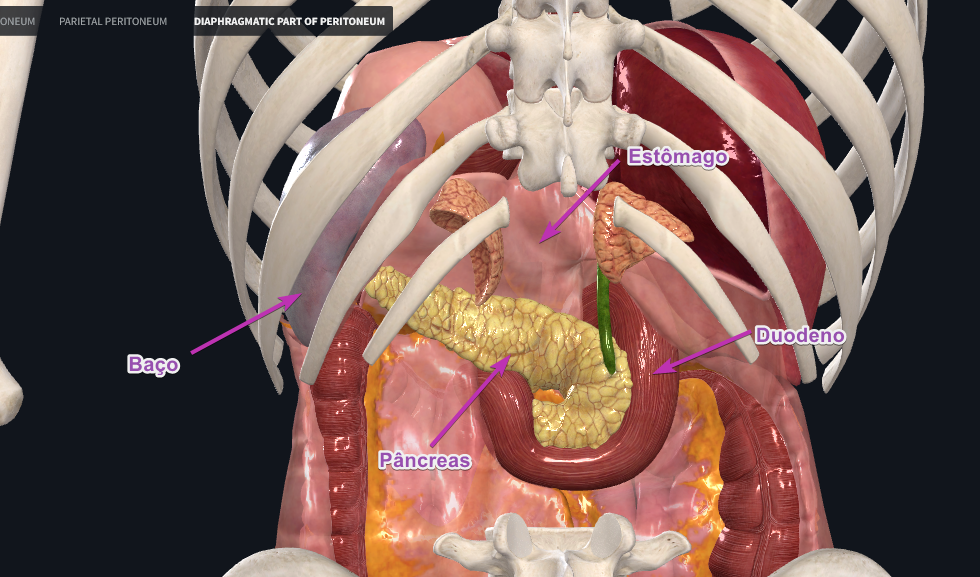 ONEUM PARIETAL PERITONEUM DIAPHRAGMATIC PART OF PERITONEUM
Estômago
Duodeno
Baço
Pâncreas